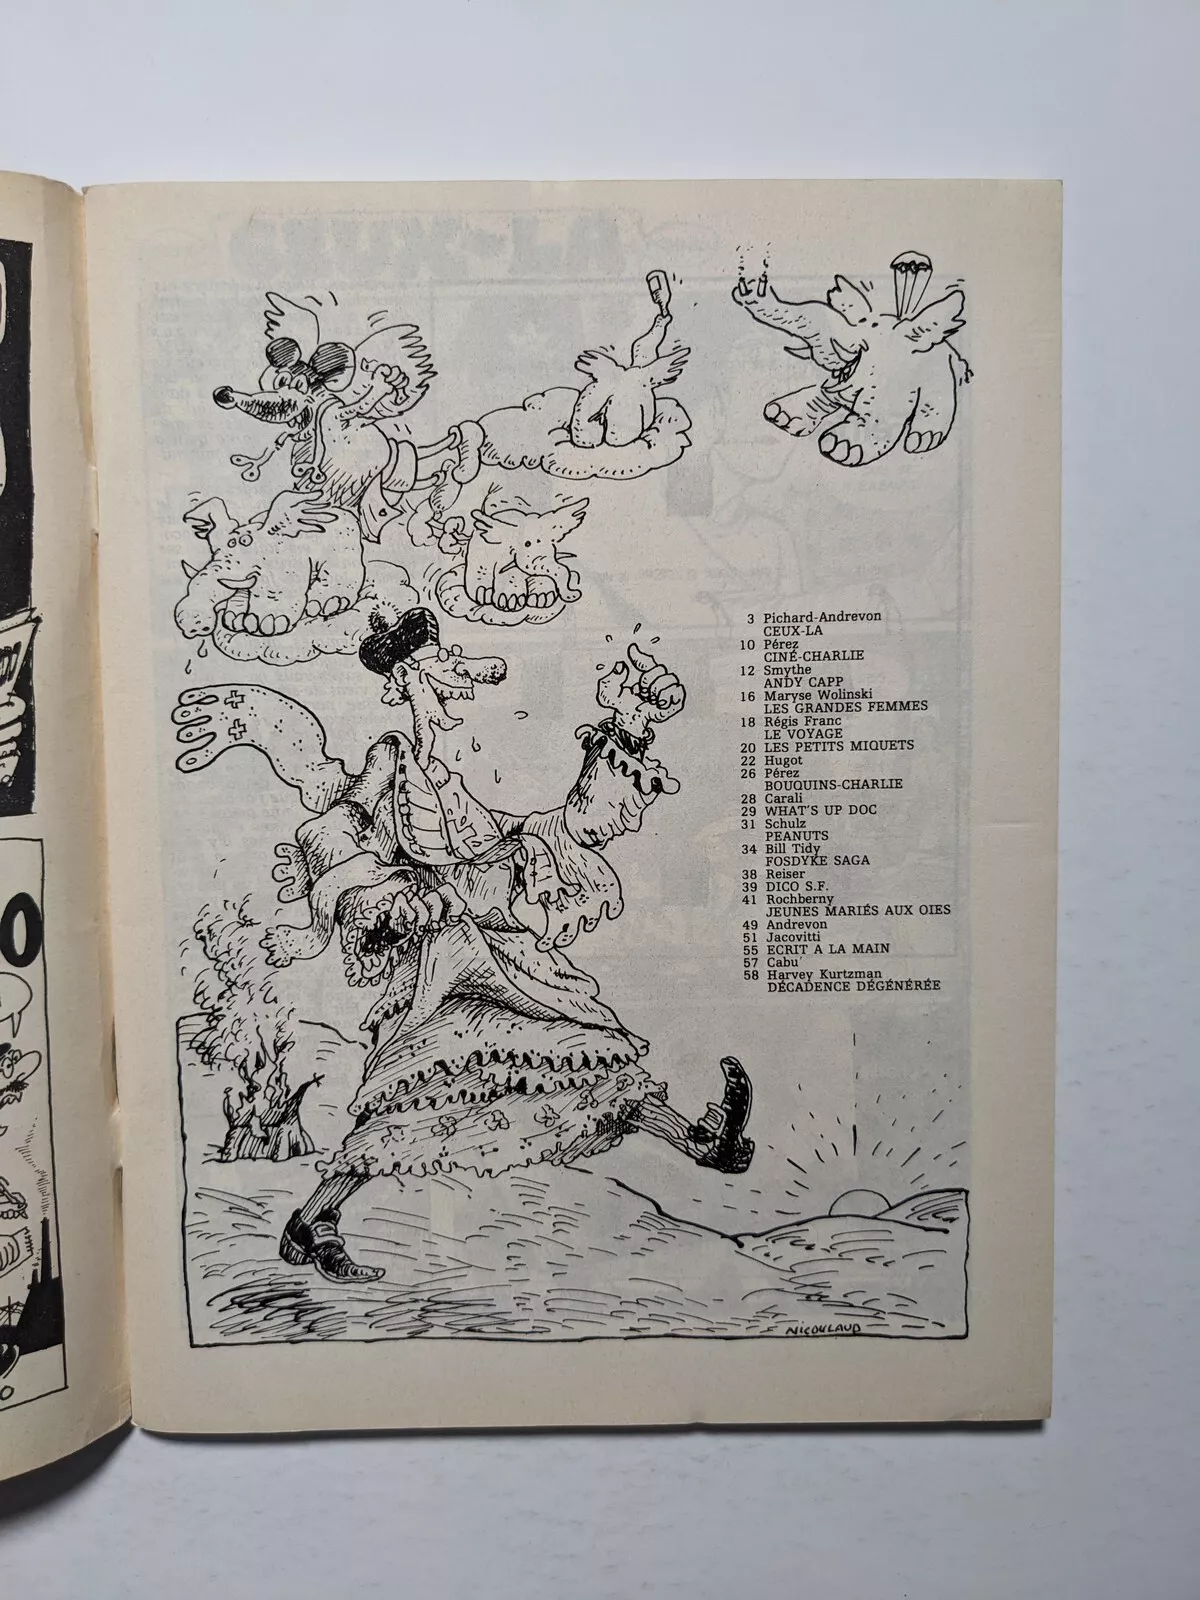 3 Pichard-Andrevon
CEUX-LA
10 Pérez
CINÉ-CHARLIE
12 Smythe
ANDY CAPP
16 Maryse Wolinski
LES GRANDES FEMMES
18 Régis Franc
LE VOYAGE
20 LES PETITS MIQUETS
22 Hugot
26 Pérez
BOUQUINS-CHARLIE
28 Carali
29 WHAT'S UP DOC
31 Schulz
PEANUTS
34 Bill Tidy
FOSDYKE SAGA
38 Reiser
39 DICO S.F.
41 Rochberny
JEUNES MARIÉS AUX OIES
49 Andrevon
51 Jacovitti
55 ECRIT A LA MAIN
57 Cabu
58 Harvey Kurtzman
DÉCADENCE DÉGÉNÉRÉE
NICOULAUD